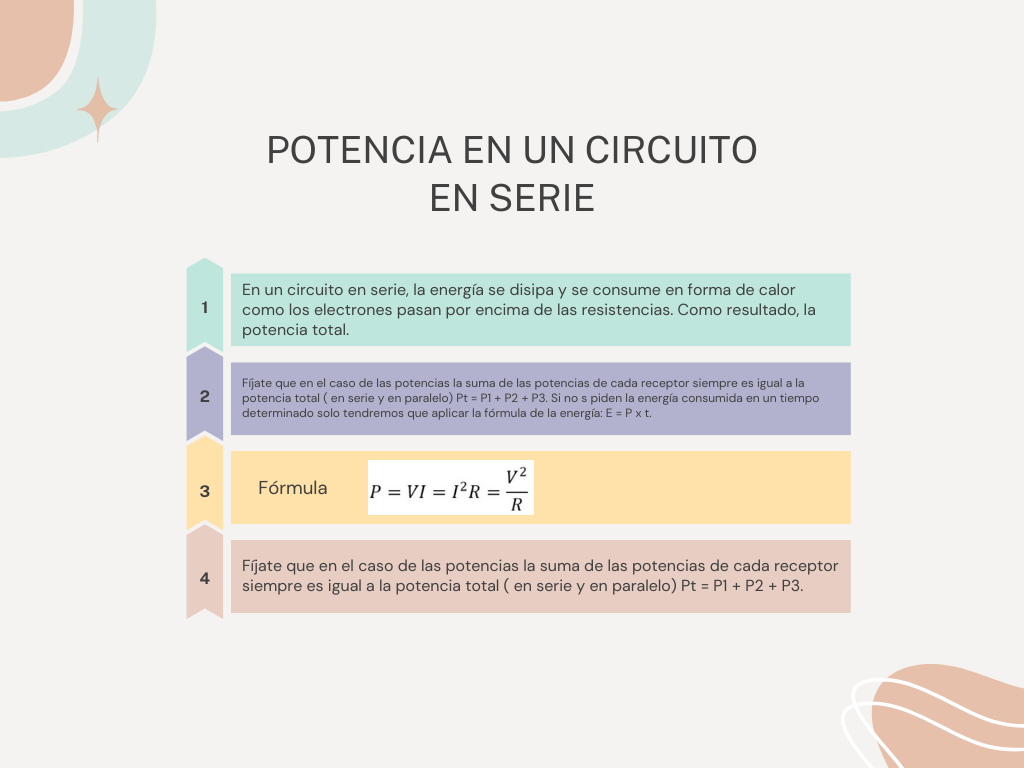 POTENCIA EN UN CIRCUITO
EN SERIE
1
En un circuito en serie, la energía se disipa y se consume en forma de calor
como los electrones pasan por encima de las resistencias. Como resultado, la
potencia total.
2
Fíjate que en el caso de las potencias la suma de las potencias de cada receptor siempre es igual a la
potencia total ( en serie y en paralelo) Pt = P1 + P2 + P3. Si no s piden la energía consumida en un tiempo
determinado solo tendremos que aplicar la fórmula de la energía: E = P x t.
3
Fórmula P = VI = I²R = V²/R
4
Fíjate que en el caso de las potencias la suma de las potencias de cada receptor
siempre es igual a la potencia total ( en serie y en paralelo) Pt = P1 + P2 + P3.